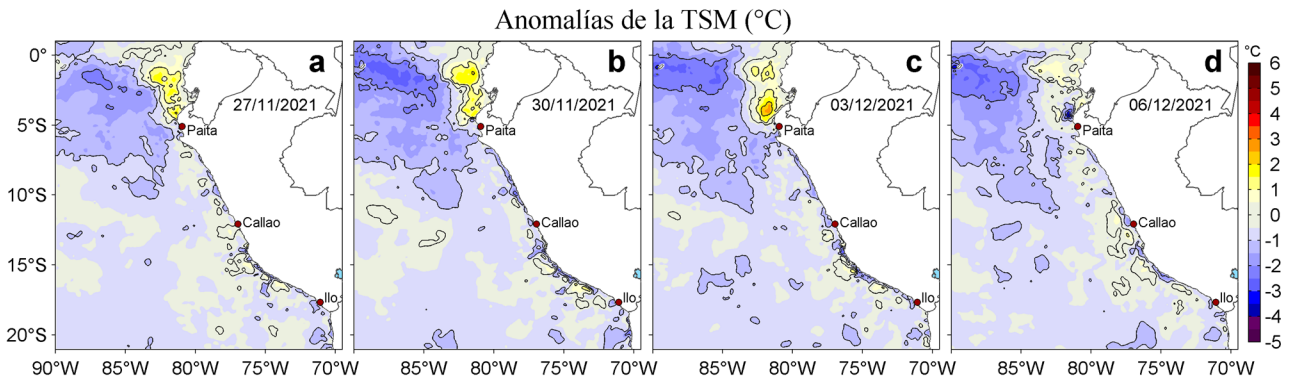 Anomalías de la TSM (°C)
0°
5°S
10°S
15°S
20°S
a
27/11/2021
Paita
Callao
Ilo
b
30/11/2021
Paita
Callao
Ilo
c
03/12/2021
Paita
Callao
Ilo
d
06/12/2021
Paita
Callao
Ilo
90°W 85°W 80°W 75°W 70°W
85°W 80°W 75°W 70°W
85°W 80°W 75°W 70°W
85°W 80°W 75°W 70°W
°C
6
5
4
3
2
1
0
-1
-2
-3
-4
-5